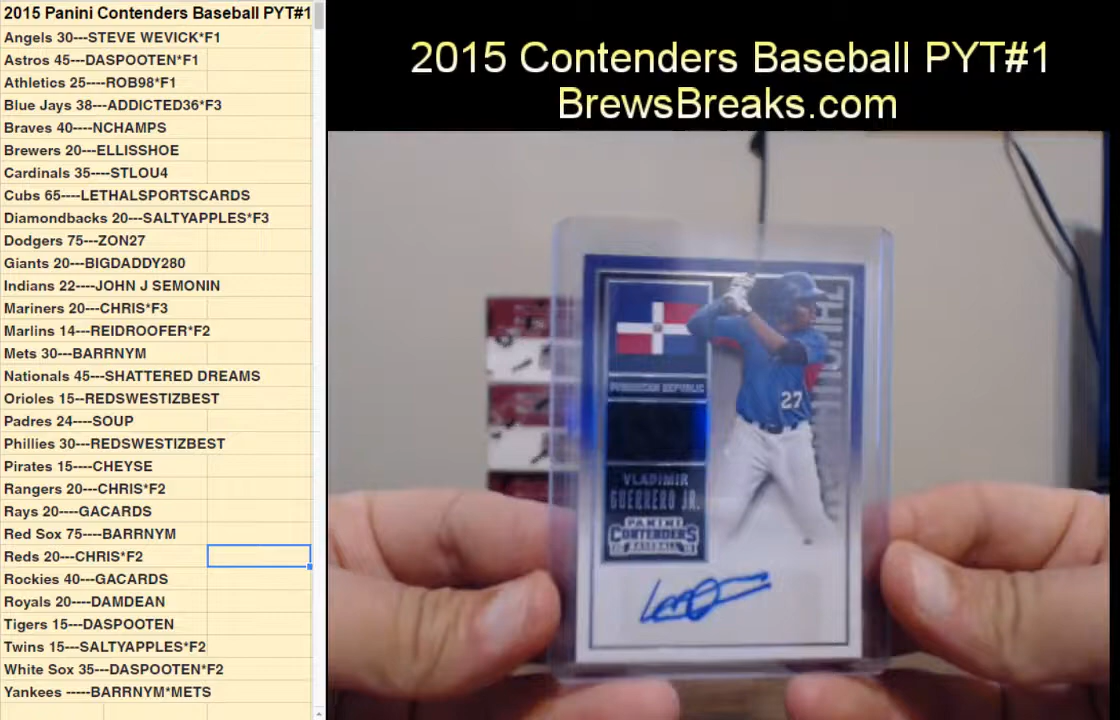 2015 Panini Contenders Baseball PYT#1
Angels 30---STEVE WEVICK*F1
Astros 45---DASPOOTEN*F1
Athletics 25----ROB98*F1
Blue Jays 38---ADDICTED36*F3
Braves 40----NCHAMPS
Brewers 20----ELLISSHOE
Cardinals 35----STLOU4
Cubs 65----LETHALSPORTSCARDS
Diamondbacks 20---SALTYAPPLES*F3
Dodgers 75---ZON27
Giants 20---BIGDADDY280
Indians 22----JOHN J SEMONIN
Mariners 20---CHRIS*F3
Marlins 14---REIDROOFER*F2
Mets 30---BARRNYM
Nationals 45---SHATTERED DREAMS
Orioles 15--REDSWESTIZBEST
Padres 24----SOUP
Phillies 30---REDSWESTIZBEST
Pirates 15----CHEYSE
Rangers 20---CHRIS*F2
Rays 20----GACARDS
Red Sox 75----BARRNYM
Reds 20---CHRIS*F2
Rockies 40---GACARDS
Royals 20----DAMDEAN
Tigers 15---DASPOOTEN
Twins 15---SALTYAPPLES*F2
White Sox 35---DASPOOTEN*F2
Yankees -----BARRNYM*METS
2015 Contenders Baseball PYT#1
BrewsBreaks.com
DOMINICAN REPUBLIC
27
VLADIMIR
GUERRERO JR.
PANINI
CONTENDERS
BASEBALL